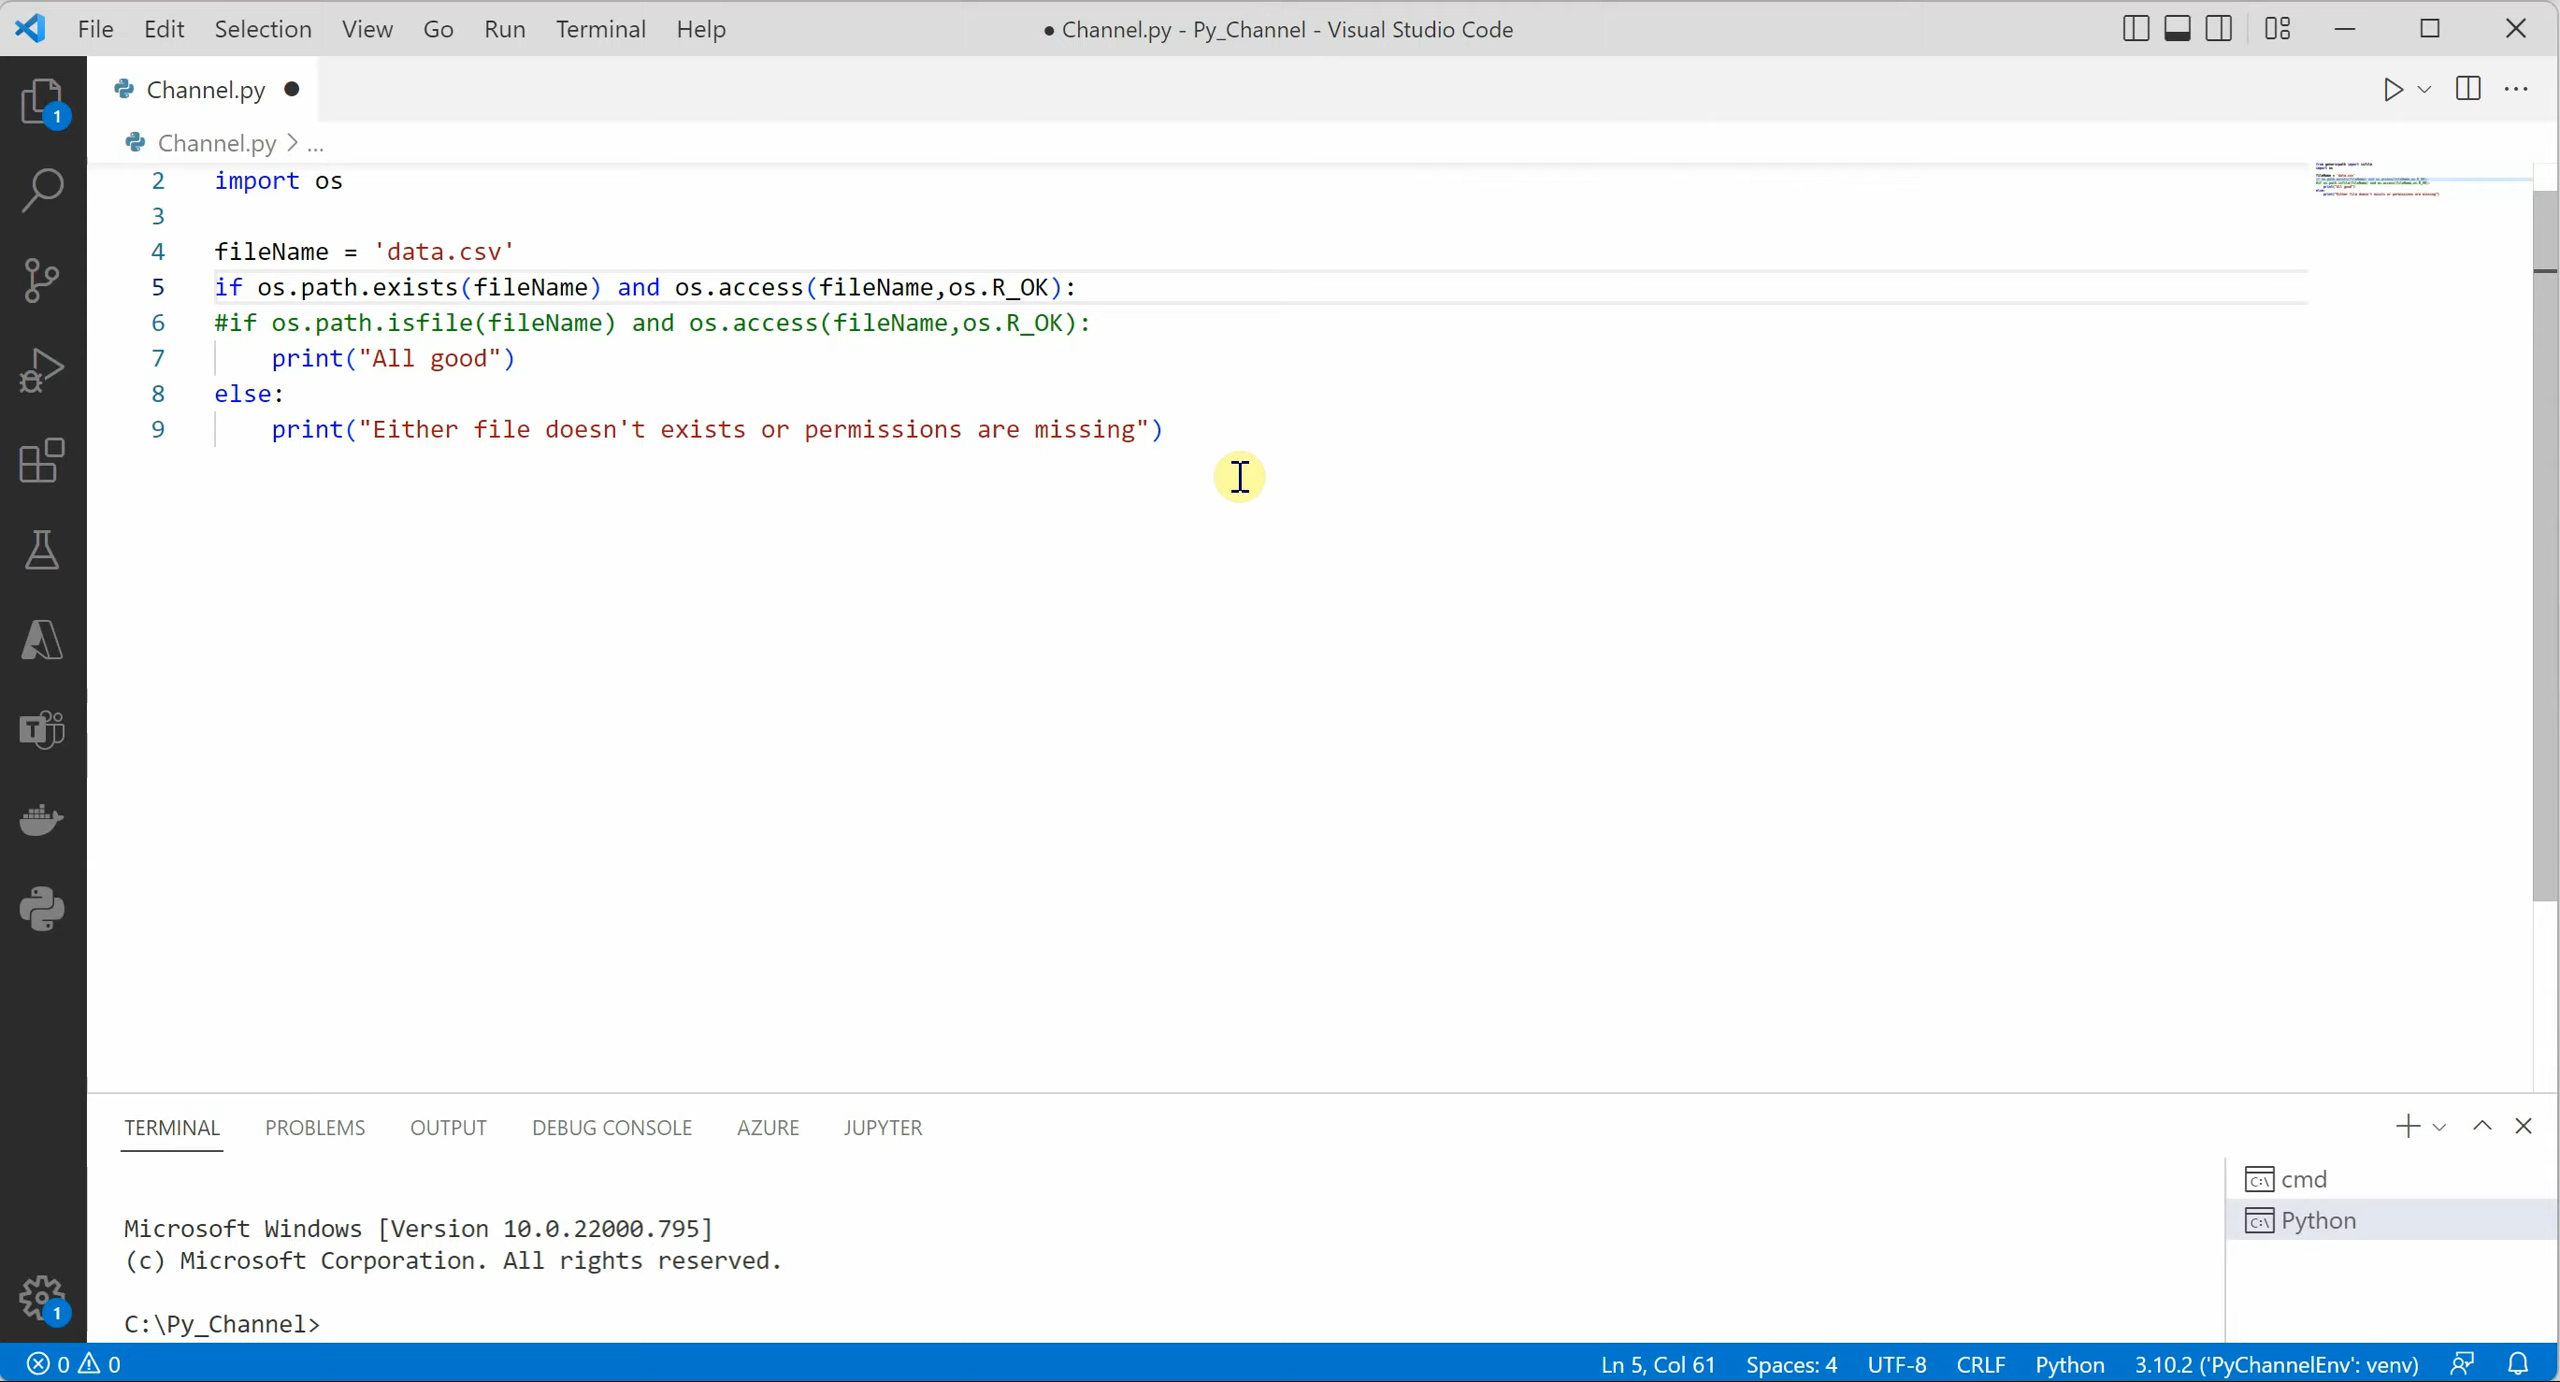 File Edit Selection View Go Run Terminal Help ● Channel.py - Py_Channel - Visual Studio Code
Channel.py ●
Channel.py > ...
1
2 import os
3
4 fileName = 'data.csv'
5 if os.path.exists(fileName) and os.access(fileName,os.R_OK):
6 #if os.path.isfile(fileName) and os.access(fileName,os.R_OK):
7 print("All good")
8 else:
9 print("Either file doesn't exists or permissions are missing")
TERMINAL PROBLEMS OUTPUT DEBUG CONSOLE AZURE JUPYTER
cmd
Python
Microsoft Windows [Version 10.0.22000.795]
(c) Microsoft Corporation. All rights reserved.
C:\Py_Channel>
1
0 0 Ln 5, Col 61 Spaces: 4 UTF-8 CRLF Python 3.10.2 ('PyChannelEnv': venv)